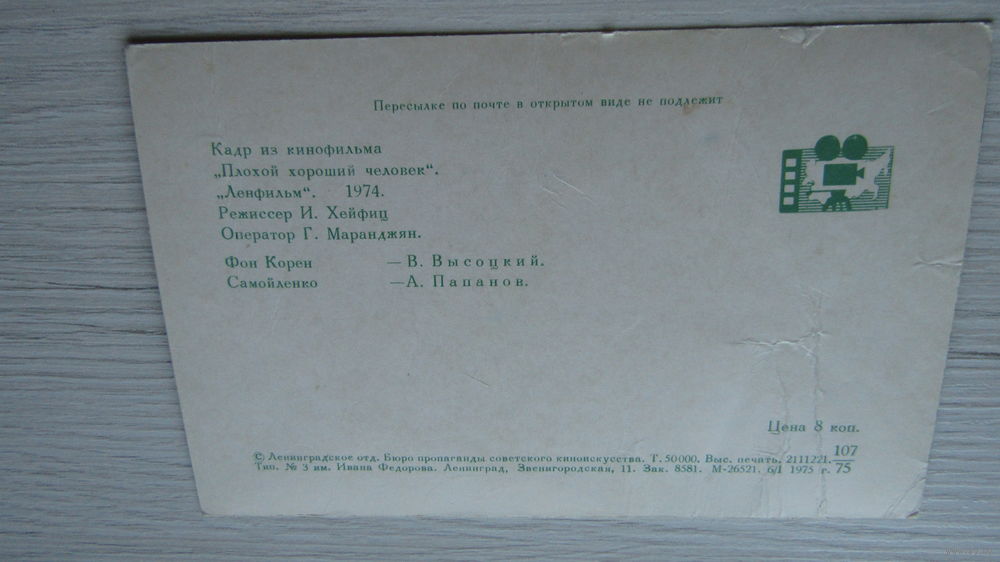 Пересылке по почте в открытом виде не подлежит
Кадр из кинофильма
„Плохой хороший человек“.
„Ленфильм“. 1974.
Режиссер И. Хейфиц
Оператор Г. Маранджян.
Фон Корен — В. Высоцкий.
Самойленко — А. Папанов.
Цена 8 коп.
© Ленинградское отд. Бюро пропаганды советского киноискусства. Т. 50000. Выс. печать. 2111221. 107
Тип. № 3 им. Ивана Федорова. Ленинград, Звенигородская, 11. Зак. 8581. М-26521. 6/I 1975 г. 75